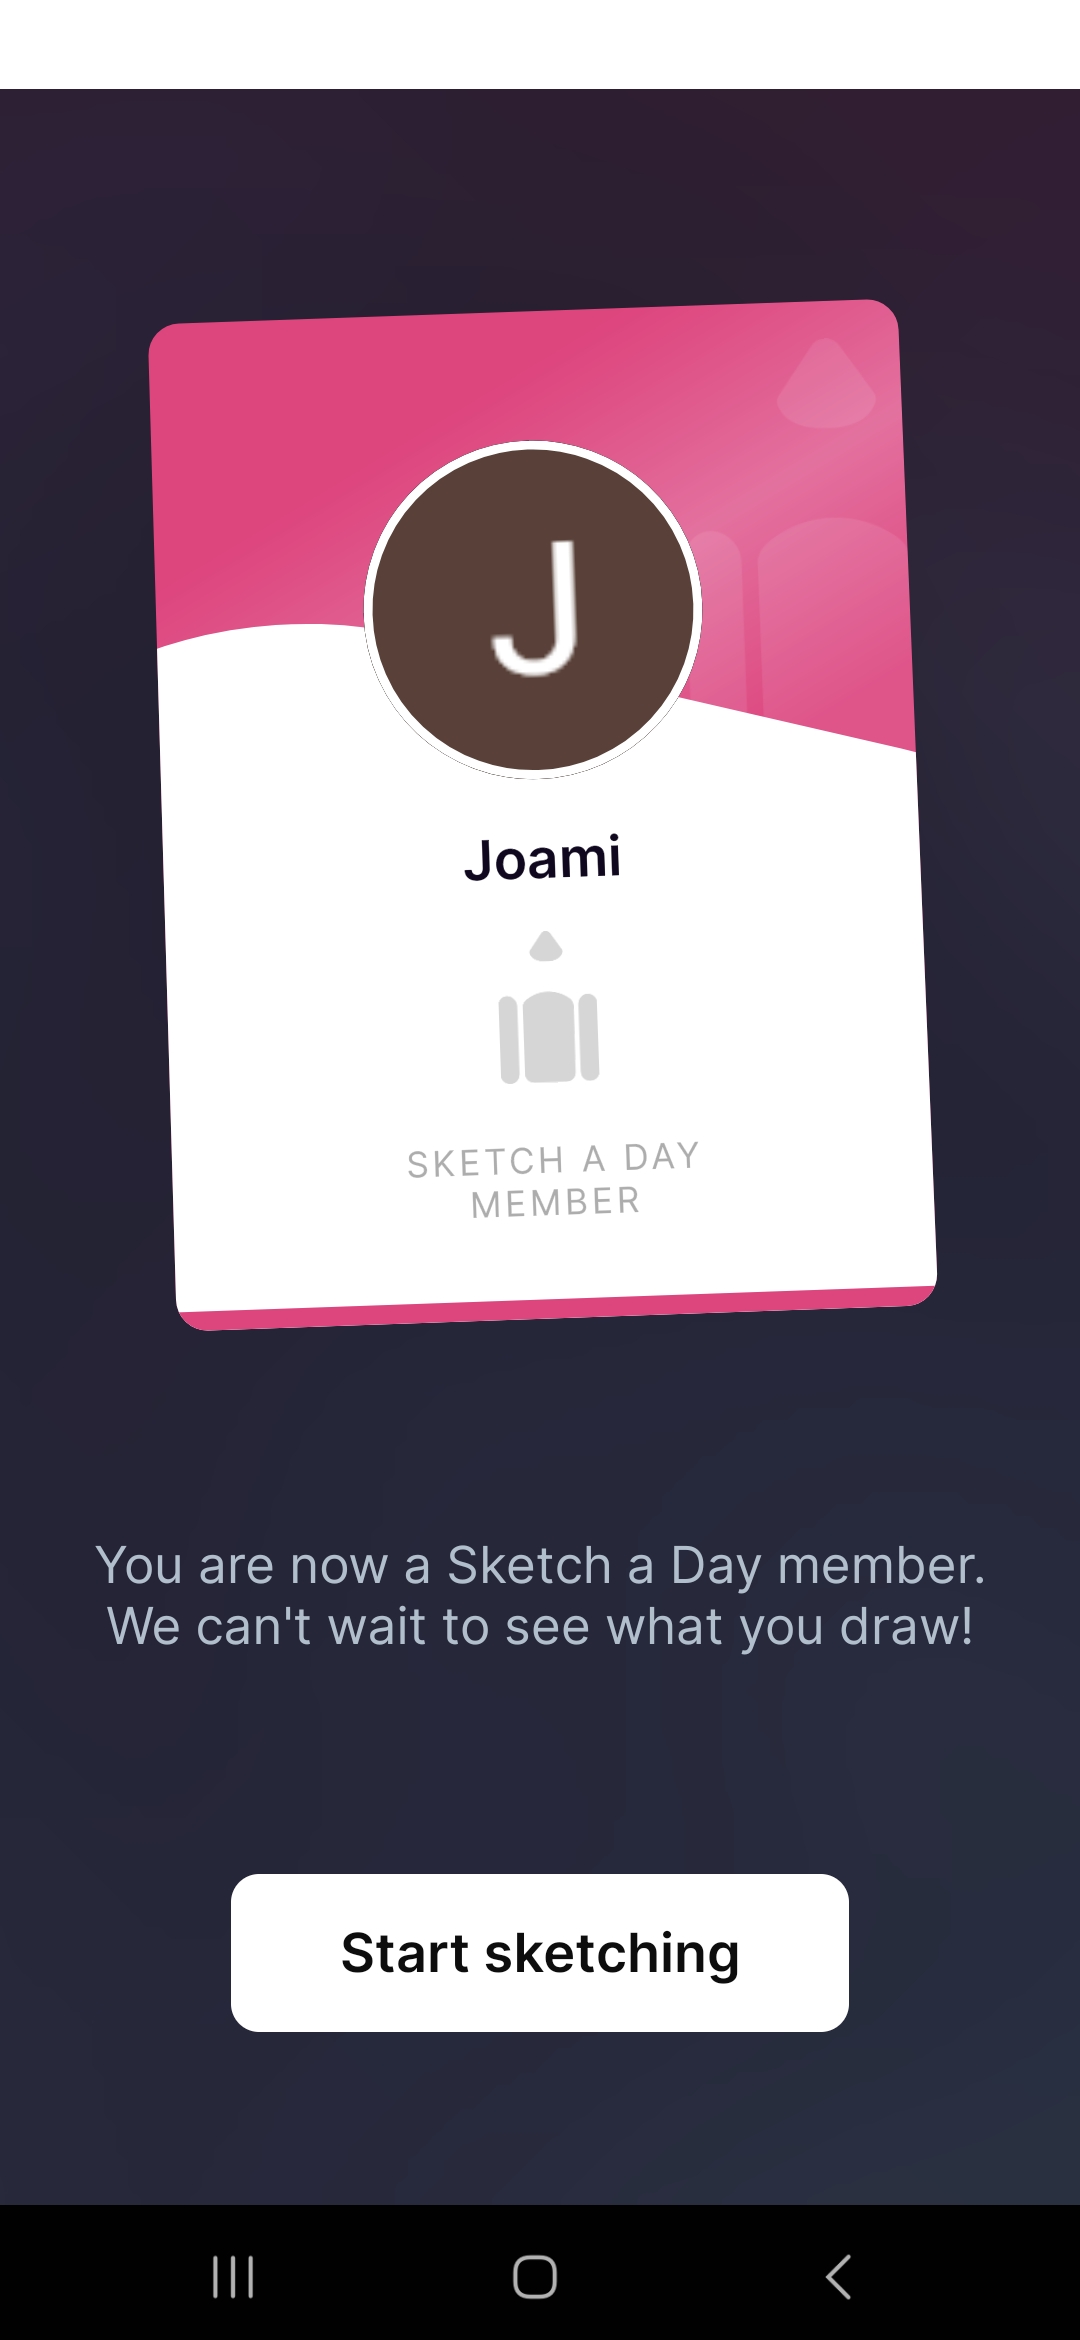 J
Joami
SKETCH A DAY
MEMBER
You are now a Sketch a Day member.
We can't wait to see what you draw!
Start sketching